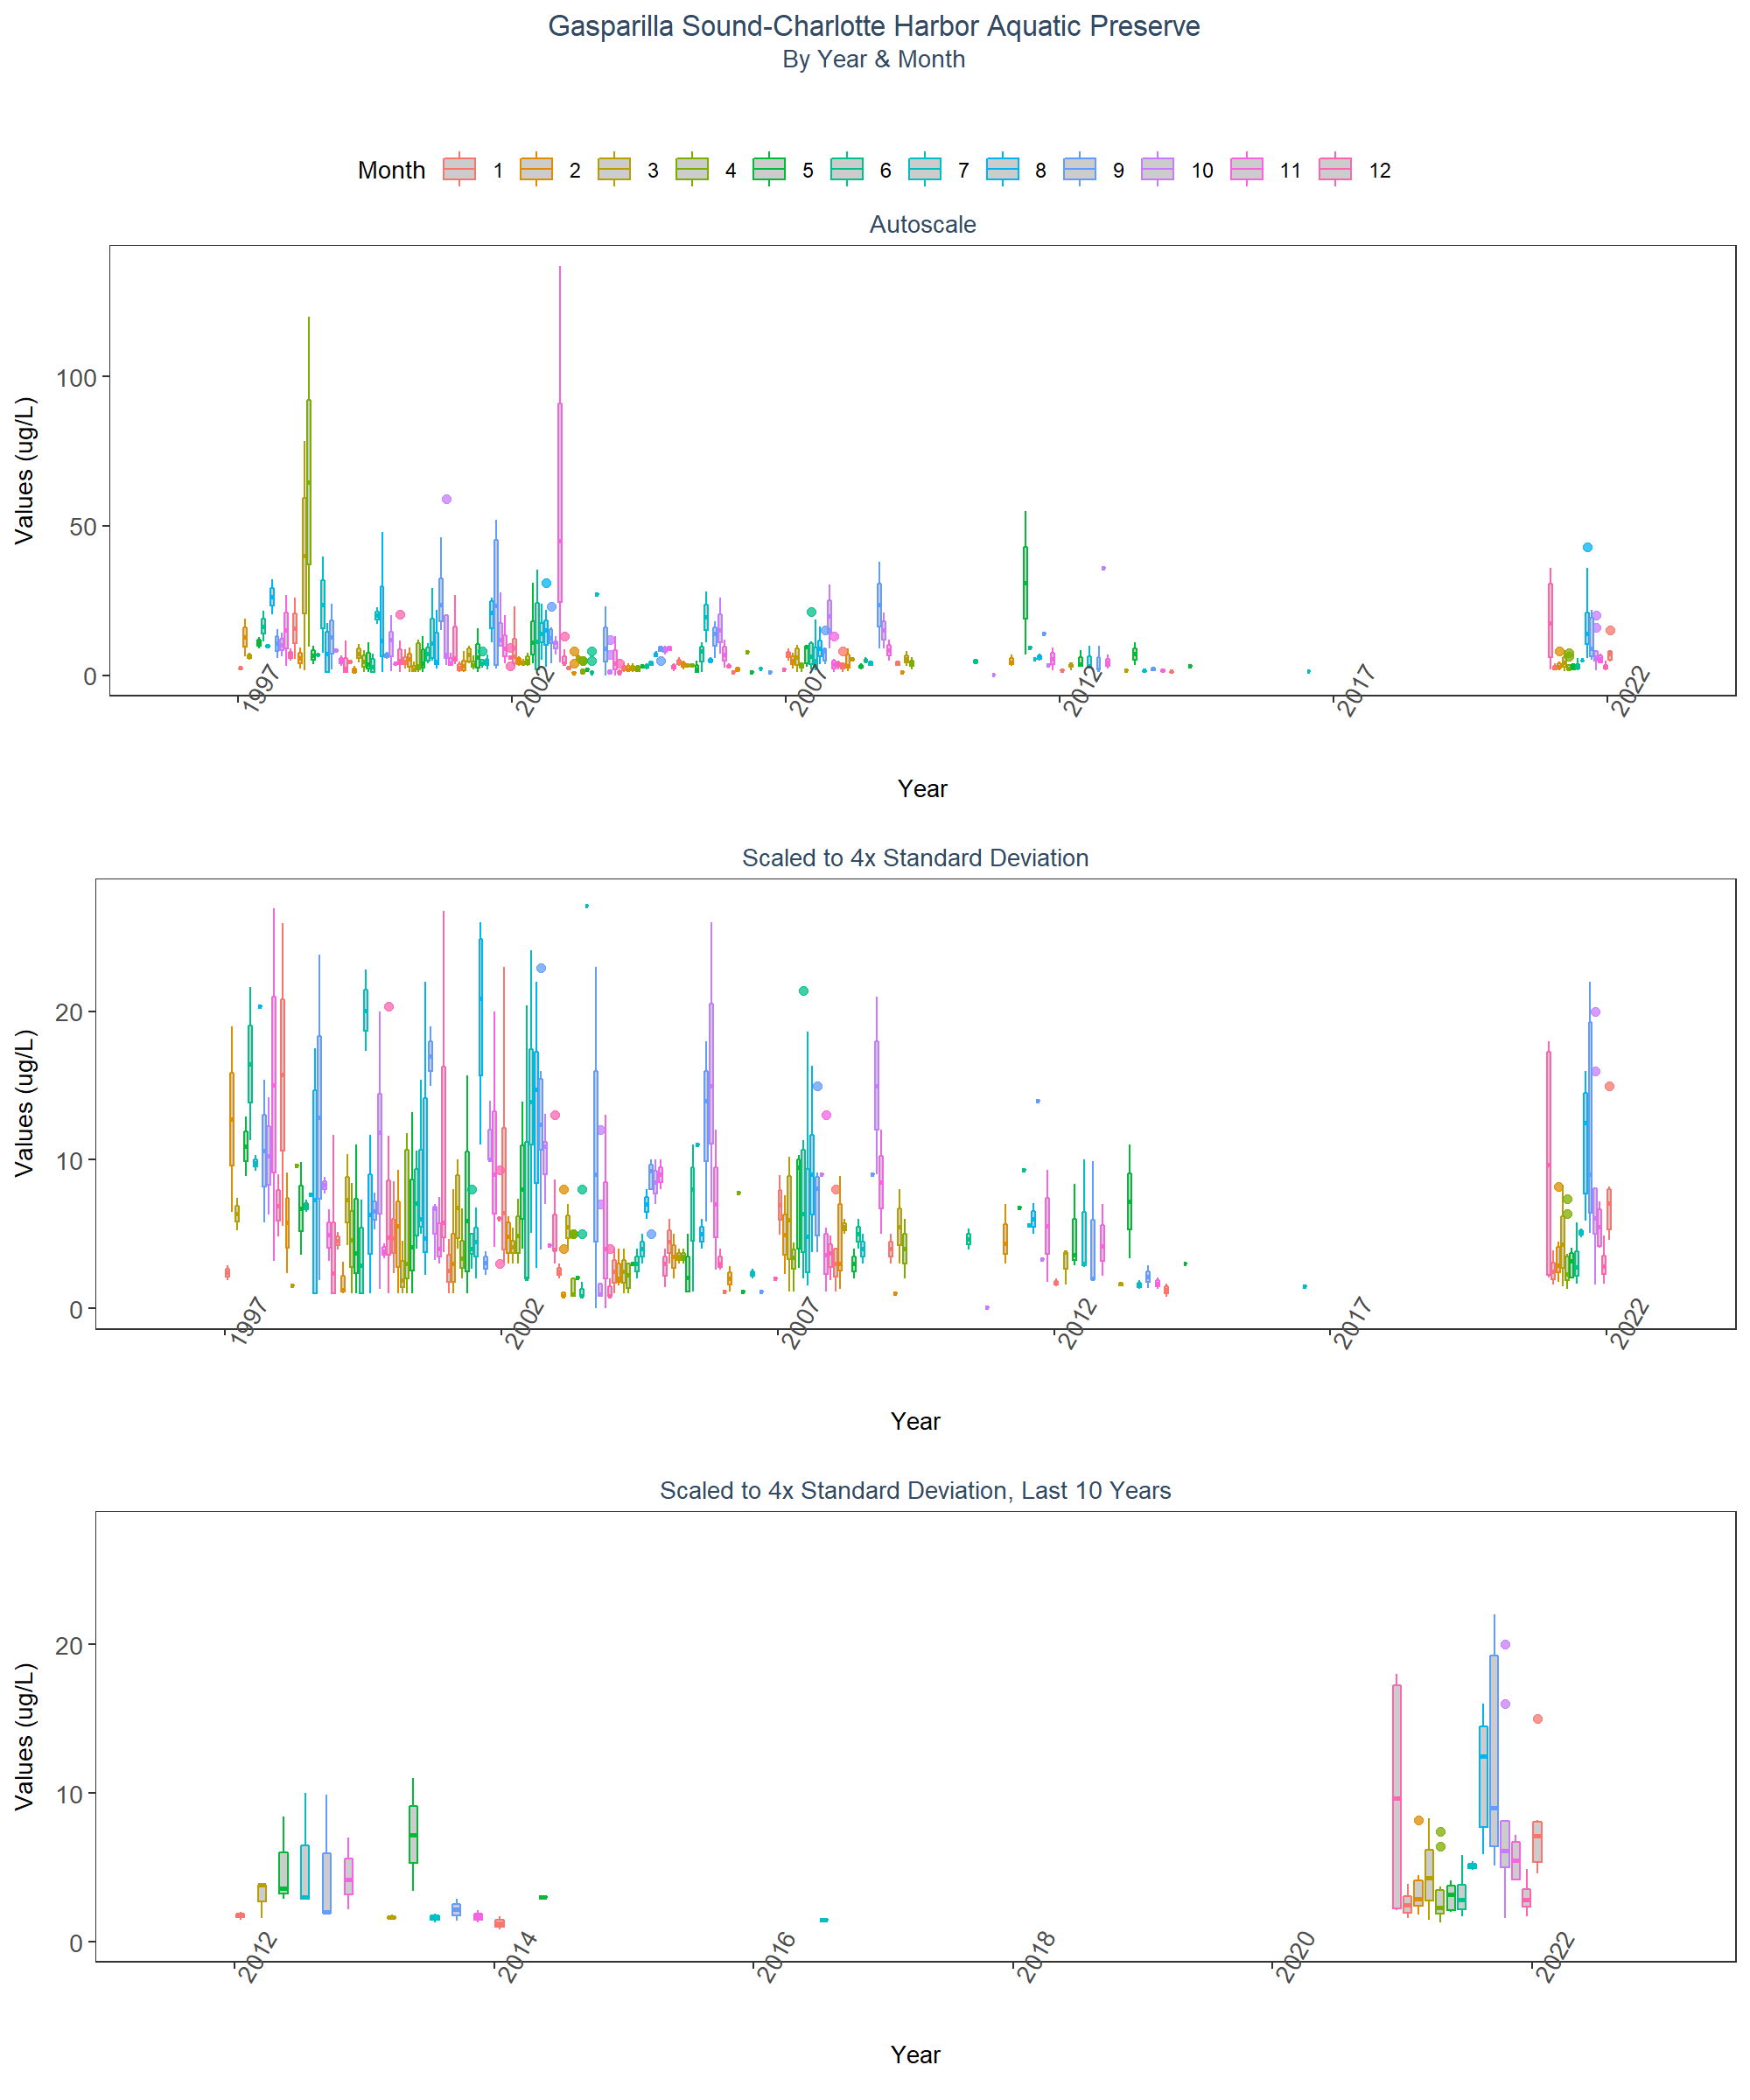 Gasparilla Sound-Charlotte Harbor Aquatic Preserve
By Year & Month
Month 1 2 3 4 5 6 7 8 9 10 11 12
Autoscale
Values (ug/L)
100
50
0
1997 2002 2007 2012 2017 2022
Year
Scaled to 4x Standard Deviation
Values (ug/L)
20
10
0
1997 2002 2007 2012 2017 2022
Year
Scaled to 4x Standard Deviation, Last 10 Years
Values (ug/L)
20
10
0
2012 2014 2016 2018 2020 2022
Year